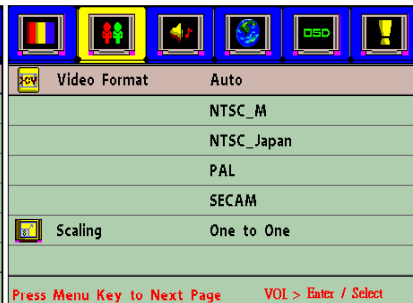 OSD
Video Format Auto
NTSC_M
NTSC_Japan
PAL
SECAM
Scaling One to One
Press Menu Key to Next Page VOL > Enter / Select